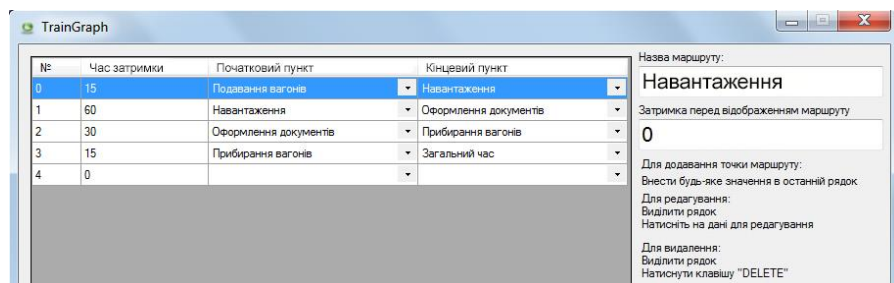 TrainGraph
№ Час затримки Початковий пункт Кінцевий пункт
0 15 Подавання вагонів Навантаження
1 60 Навантаження Оформлення документів
2 30 Оформлення документів Прибирання вагонів
3 15 Прибирання вагонів Загальний час
4 0
Назва маршруту:
Навантаження
Затримка перед відображенням маршруту
0
Для додавання точки маршруту:
Внести будь-яке значення в останній рядок
Для редагування:
Виділити рядок
Натисніть на дані для редагування
Для видалення:
Виділити рядок
Натиснути клавішу "DELETE"